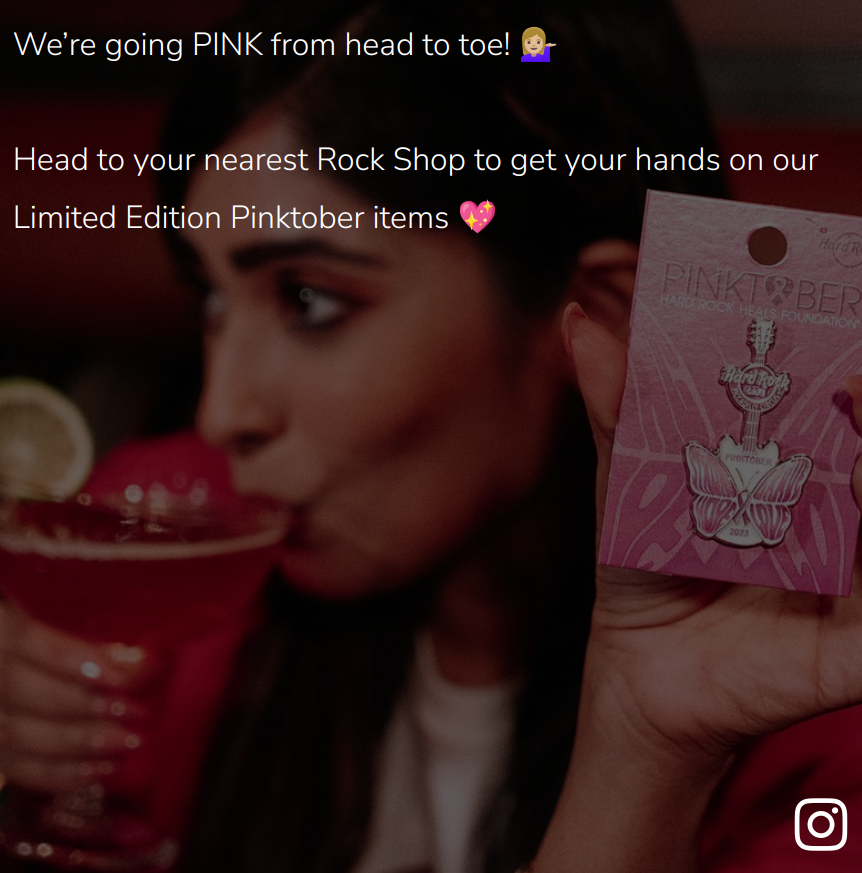 We’re going PINK from head to toe! 💁🏼‍♀️
Head to your nearest Rock Shop to get your hands on our
Limited Edition Pinktober items 💖
Hard Ro
PINKTOBER
HARD ROCK HEALS FOUNDATION
Hard Rock
CAFE
PINKTOBER
2023